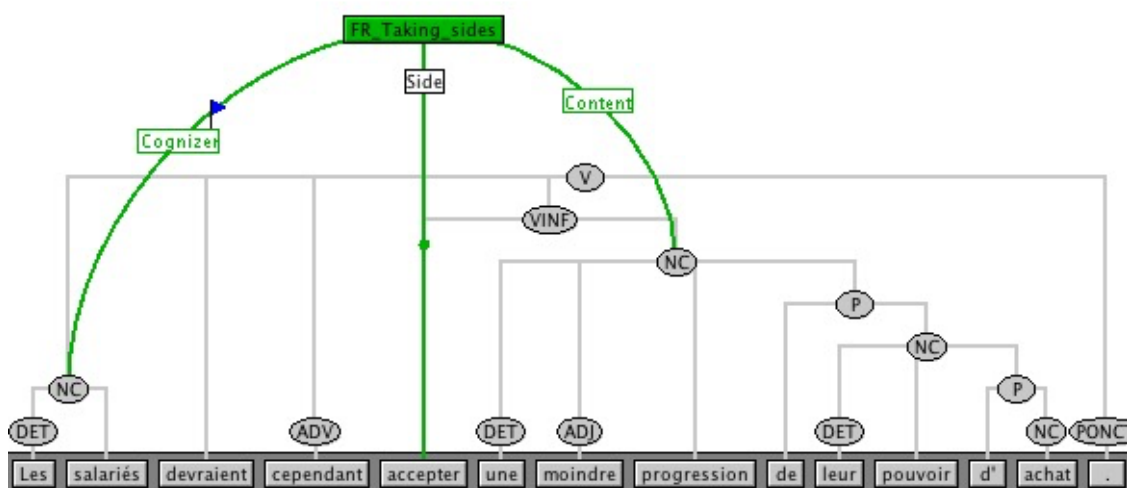 FR_Taking_sides
Side
Content
Cognizer
V
VINF
NC
P
NC
NC P
DET ADV DET ADJ DET NC PONCT
Les salariés devraient cependant accepter une moindre progression de leur pouvoir d' achat .